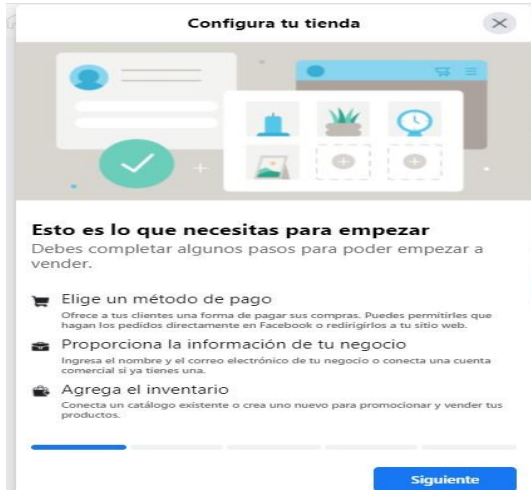 Configura tu tienda
Esto es lo que necesitas para empezar
Debes completar algunos pasos para poder empezar a
vender.
Elige un método de pago
Ofrece a tus clientes una forma de pagar sus compras. Puedes permitirles que
hagan los pedidos directamente en Facebook o redirigirlos a tu sitio web.
Proporciona la información de tu negocio
Ingresa el nombre y el correo electrónico de tu negocio o conecta una cuenta
comercial si ya tienes una.
Agrega el inventario
Conecta un catálogo existente o crea uno nuevo para promocionar y vender tus
productos.
Siguiente